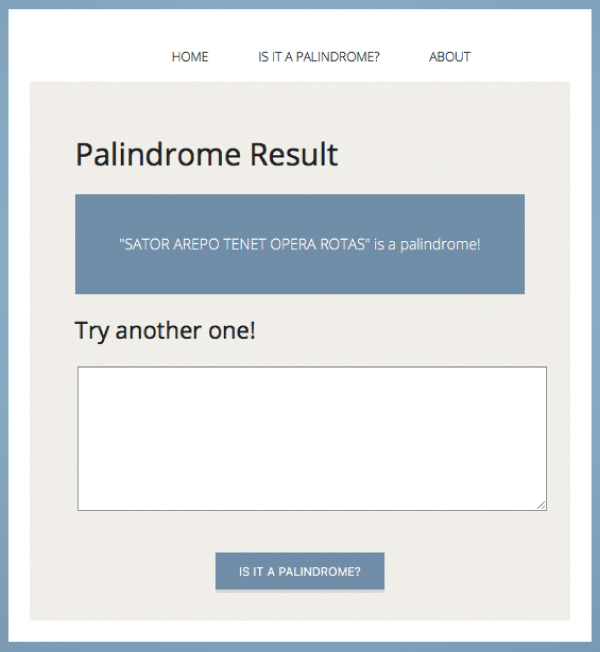 HOME IS IT A PALINDROME? ABOUT
Palindrome Result
"SATOR AREPO TENET OPERA ROTAS" is a palindrome!
Try another one!
IS IT A PALINDROME?